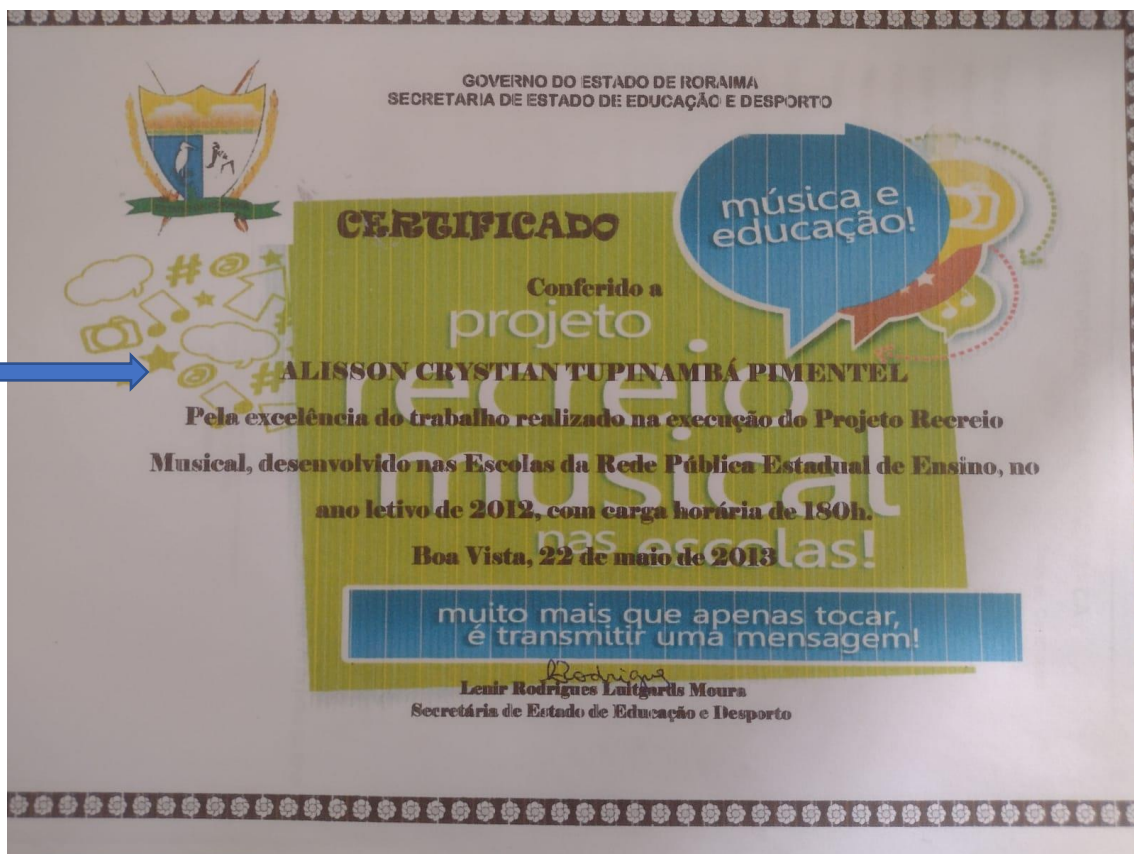 GOVERNO DO ESTADO DE RORAIMA
SECRETARIA DE ESTADO DE EDUCAÇÃO E DESPORTO
música e
educação!
CERTIFICADO
Conferido a
projeto
ALISSON CRYSTIAN TUPINAMBÁ PIMENTEL
recreio
Pela excelência do trabalho realizado na execução do Projeto Recreio
Musical, desenvolvido nas Escolas da Rede Pública Estadual de Ensino, no
musical
ano letivo de 2012, com carga horária de 180h.
nas escolas!
Boa Vista, 22 de maio de 2013
muito mais que apenas tocar,
é transmitir uma mensagem!
LRodrigues
Lenir Rodrigues Luitgards Moura
Secretária de Estado de Educação e Desporto